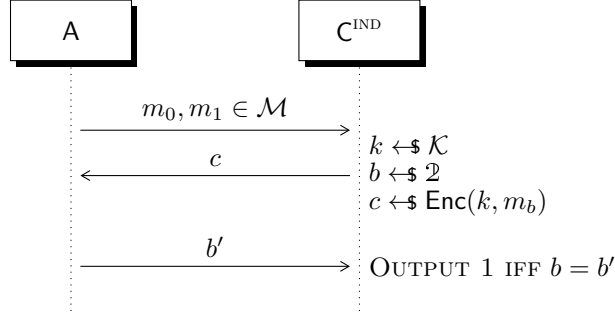 A
C^IND
m_0, m_1 ∈ ℳ
k ←$ 𝒦
c
b ←$ 𝟚
c ←$ Enc(k, m_b)
b′
OUTPUT 1 IFF b = b′